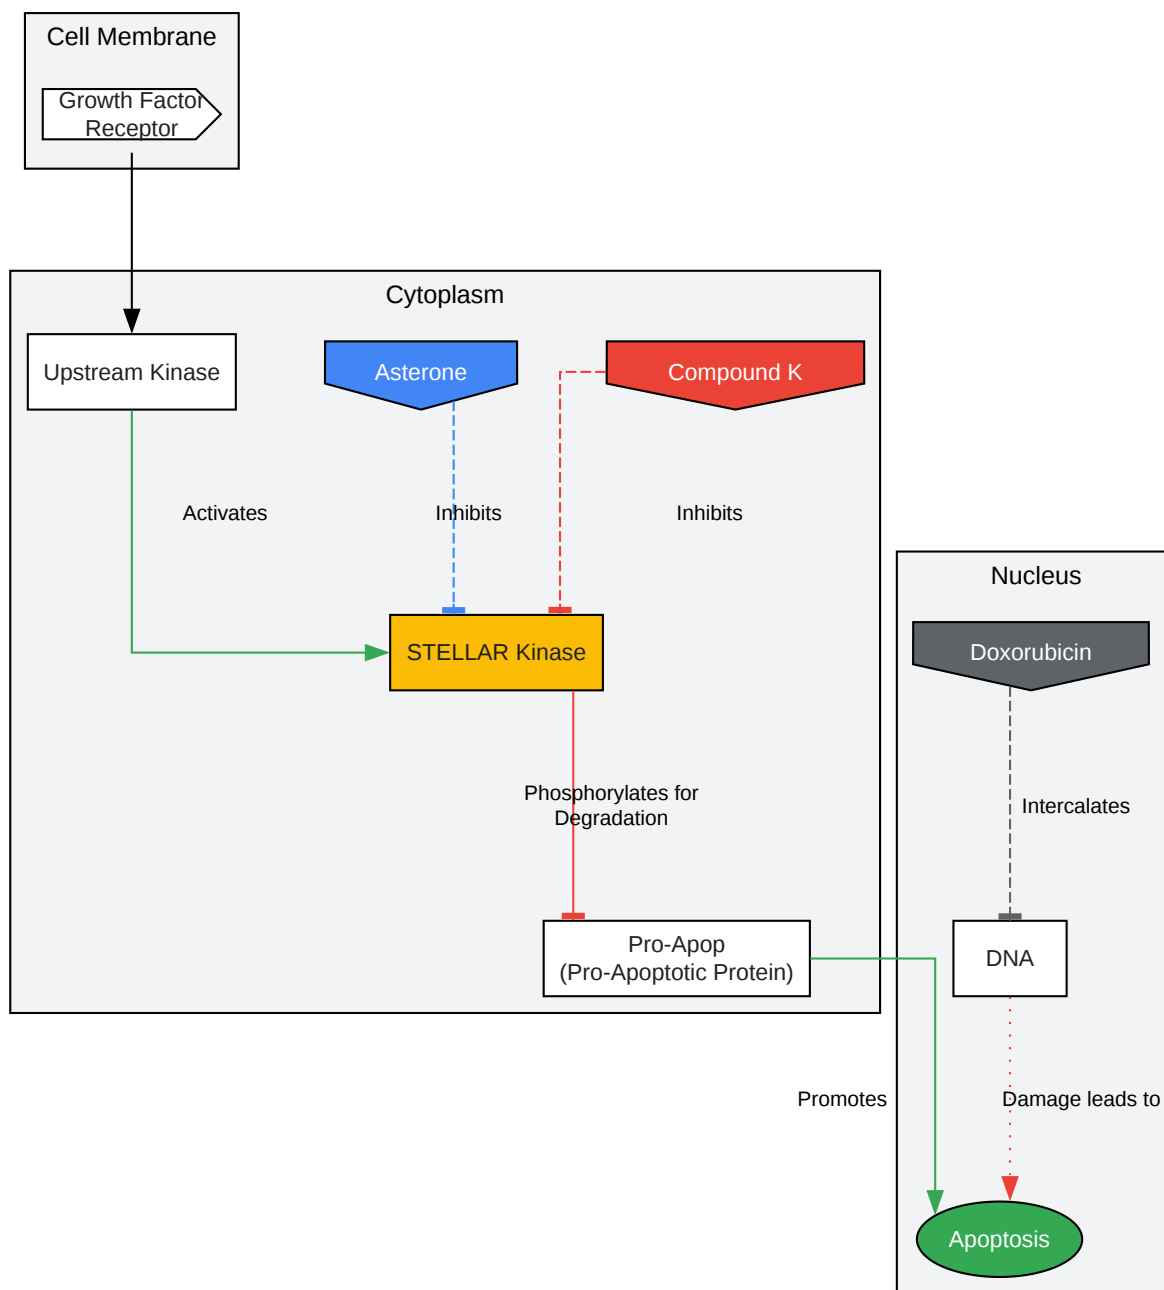 Cell Membrane
Growth Factor
Receptor
Cytoplasm
Upstream Kinase
Asterone
Compound K
Activates
Inhibits
Inhibits
Nucleus
STELLAR Kinase
Doxorubicin
Phosphorylates for
Degradation
Intercalates
Pro-Apop
(Pro-Apoptotic Protein)
DNA
Promotes
Damage leads to
Apoptosis